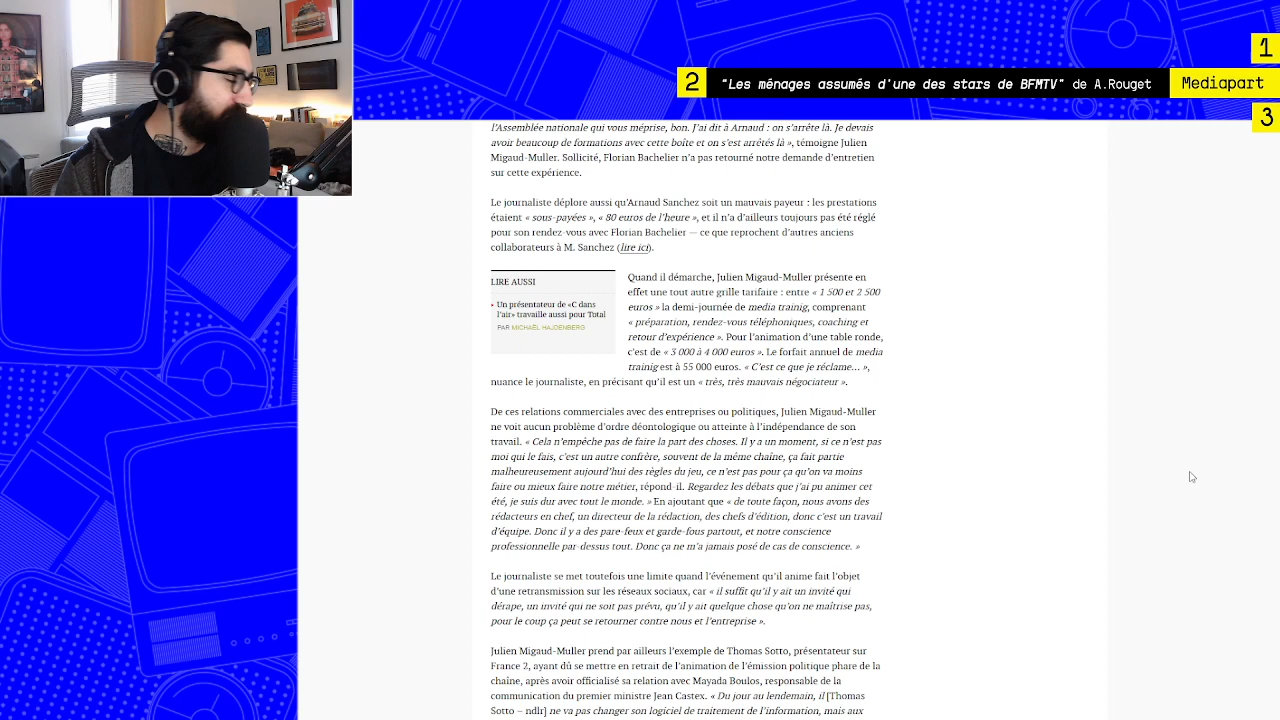 1
2 "Les ménages assumés d'une des stars de BFMTV" de A.Rouget Mediapart
3
l'Assemblée nationale qui vous méprise, bon. J'ai dit à Arnaud : on s'arrête là. Je devais
avoir beaucoup de formations avec cette boîte et on s'est arrêtés là », témoigne Julien
Migaud-Muller. Sollicité, Florian Bachelier n'a pas retourné notre demande d'entretien
sur cette expérience.
Le journaliste déplore aussi qu'Arnaud Sanchez soit un mauvais payeur : les prestations
étaient « sous-payées », « 80 euros de l'heure », et il n'a d'ailleurs toujours pas été réglé
pour son rendez-vous avec Florian Bachelier — ce que reprochent d'autres anciens
collaborateurs à M. Sanchez (lire ici).
LIRE AUSSI
Un présentateur de «C dans
l'air» travaille aussi pour Total
PAR MICHAËL HAJDENBERG
Quand il démarche, Julien Migaud-Muller présente en
effet une tout autre grille tarifaire : entre « 1 500 et 2 500
euros » la demi-journée de media trainig, comprenant
« préparation, rendez-vous téléphoniques, coaching et
retour d'expérience ». Pour l'animation d'une table ronde,
c'est de « 3 000 à 4 000 euros ». Le forfait annuel de media
trainig est à 55 000 euros. « C'est ce que je réclame... »,
nuance le journaliste, en précisant qu'il est un « très, très mauvais négociateur ».
De ces relations commerciales avec des entreprises ou politiques, Julien Migaud-Muller
ne voit aucun problème d'ordre déontologique ou atteinte à l'indépendance de son
travail. « Cela n'empêche pas de faire la part des choses. Il y a un moment, si ce n'est pas
moi qui le fais, c'est un autre confrère, souvent de la même chaîne, ça fait partie
malheureusement aujourd'hui des règles du jeu, ce n'est pas pour ça qu'on va moins
faire ou mieux faire notre métier, répond-il. Regardez les débats que j'ai pu animer cet
été, je suis dur avec tout le monde. » En ajoutant que « de toute façon, nous avons des
rédacteurs en chef, un directeur de la rédaction, des chefs d'édition, donc c'est un travail
d'équipe. Donc il y a des pare-feux et garde-fous partout, et notre conscience
professionnelle par-dessus tout. Donc ça ne m'a jamais posé de cas de conscience. »
Le journaliste se met toutefois une limite quand l'événement qu'il anime fait l'objet
d'une retransmission sur les réseaux sociaux, car « il suffit qu'il y ait un invité qui
dérape, un invité qui ne soit pas prévu, qu'il y ait quelque chose qu'on ne maîtrise pas,
pour le coup ça peut se retourner contre nous et l'entreprise ».
Julien Migaud-Muller prend par ailleurs l'exemple de Thomas Sotto, présentateur sur
France 2, ayant dû se mettre en retrait de l'animation de l'émission politique phare de la
chaîne, après avoir officialisé sa relation avec Mayada Boulos, responsable de la
communication du premier ministre Jean Castex. « Du jour au lendemain, il [Thomas
Sotto – ndlr] ne va pas changer son logiciel de traitement de l'information, mais aux